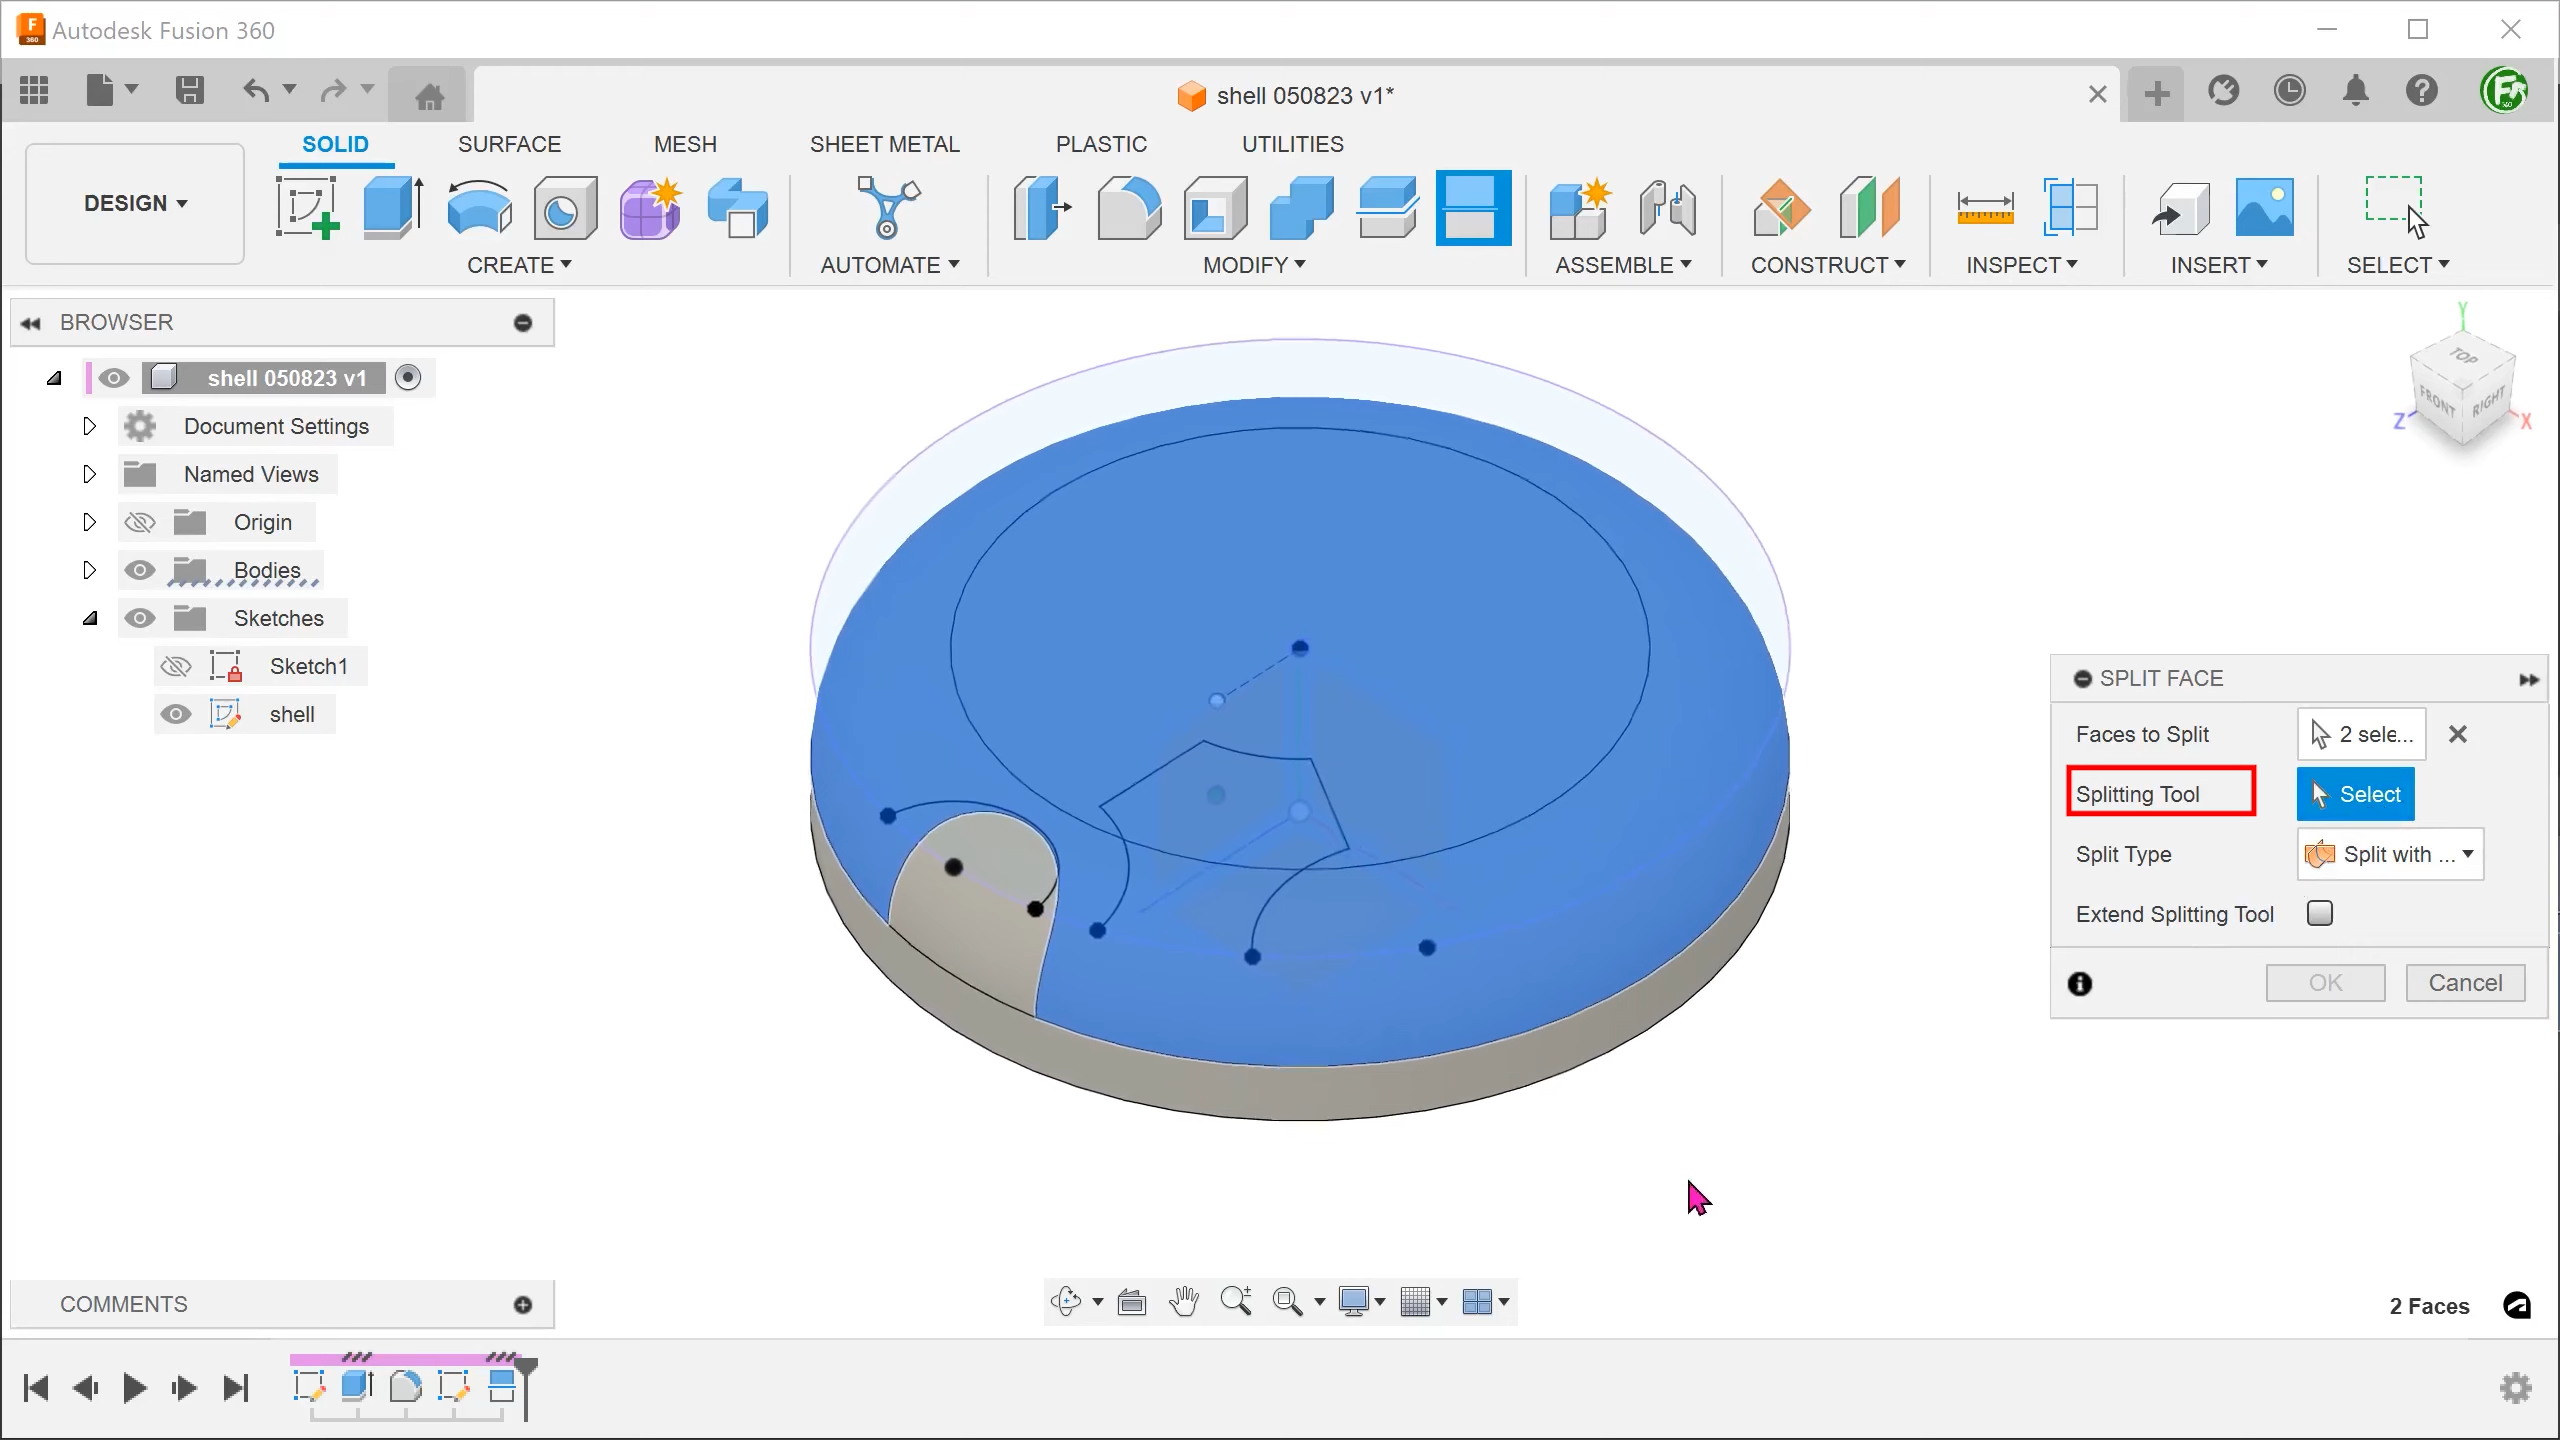 Autodesk Fusion 360
shell 050823 v1*
SOLID SURFACE MESH SHEET METAL PLASTIC UTILITIES
DESIGN
CREATE AUTOMATE MODIFY ASSEMBLE CONSTRUCT INSPECT INSERT SELECT
BROWSER
shell 050823 v1
Document Settings
Named Views
Origin
Bodies
Sketches
Sketch1
shell
Y
TOP
FRONT RIGHT
Z X
SPLIT FACE
Faces to Split 2 sele...
Splitting Tool Select
Split Type Split with ...
Extend Splitting Tool
OK Cancel
COMMENTS
2 Faces